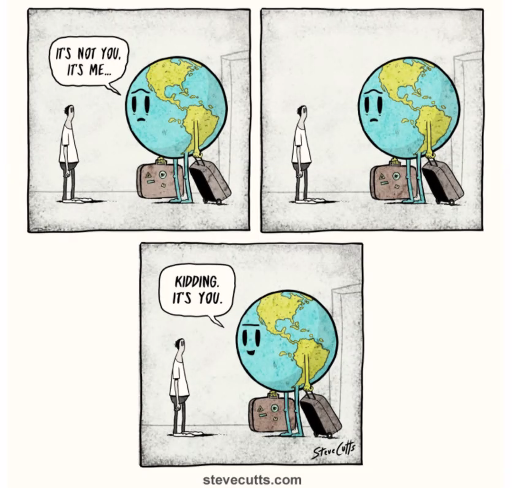 IT'S NOT YOU,
IT'S ME...
KIDDING.
IT'S YOU.
Steve Cutts
stevecutts.com